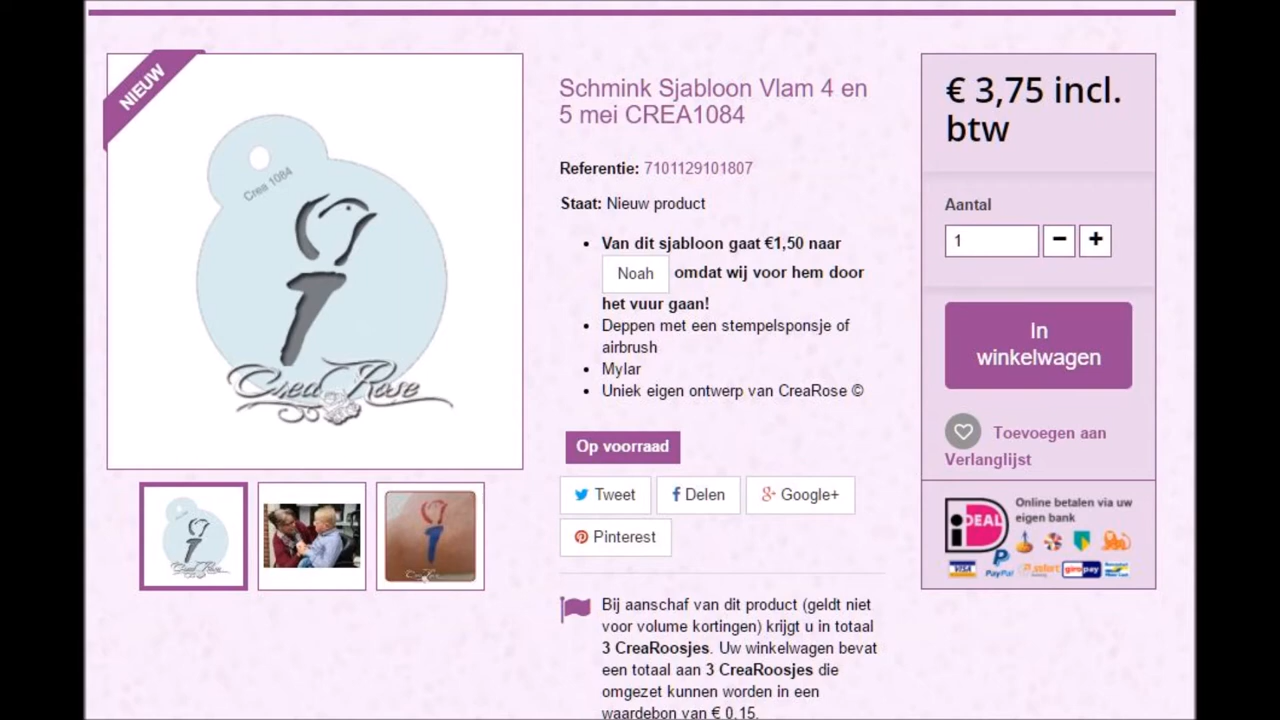 NIEUW
Crea 1084
Crea Rose
Schmink Sjabloon Vlam 4 en
5 mei CREA1084
Referentie: 7101129101807
Staat: Nieuw product
Van dit sjabloon gaat €1,50 naar
Noah omdat wij voor hem door
het vuur gaan!
Deppen met een stempelsponsje of
airbrush
Mylar
Uniek eigen ontwerp van CreaRose ©
Op voorraad
Tweet
Delen
Google+
Pinterest
Bij aanschaf van dit product (geldt niet
voor volume kortingen) krijgt u in totaal
3 CreaRoosjes. Uw winkelwagen bevat
een totaal aan 3 CreaRoosjes die
omgezet kunnen worden in een
waardebon van € 0,15.
€ 3,75 incl.
btw
Aantal
1
In
winkelwagen
Toevoegen aan
Verlanglijst
iDEAL
Online betalen via uw
eigen bank
VISA
PayPal
sofort
giropay